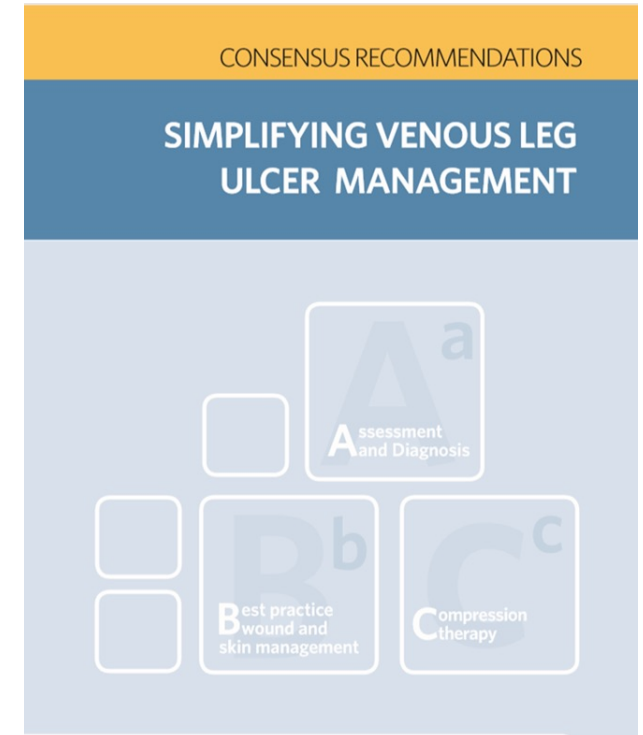 CONSENSUS RECOMMENDATIONS
SIMPLIFYING VENOUS LEG
ULCER MANAGEMENT
A a
Assessment
and Diagnosis
B b
Best practice
wound and
skin management
C c
Compression
therapy